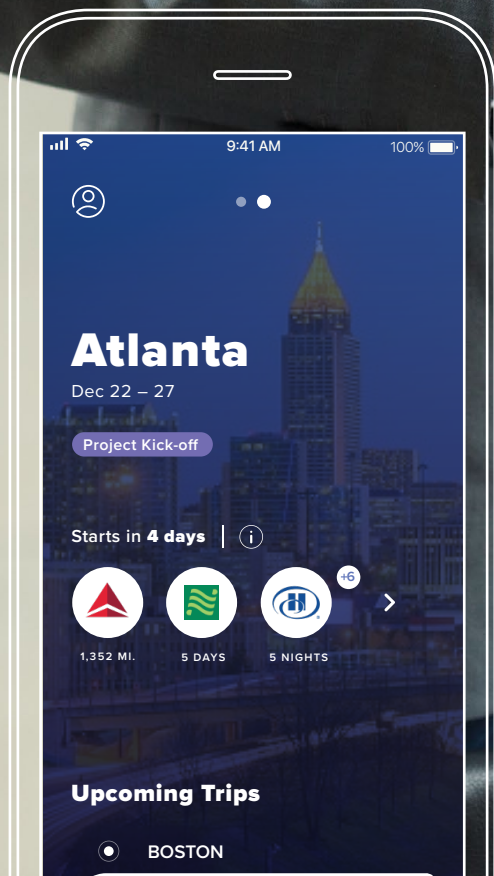 9:41 AM 100%
Atlanta
Dec 22 – 27
Project Kick-off
Starts in 4 days
+6
1,352 MI. 5 DAYS 5 NIGHTS
Upcoming Trips
BOSTON